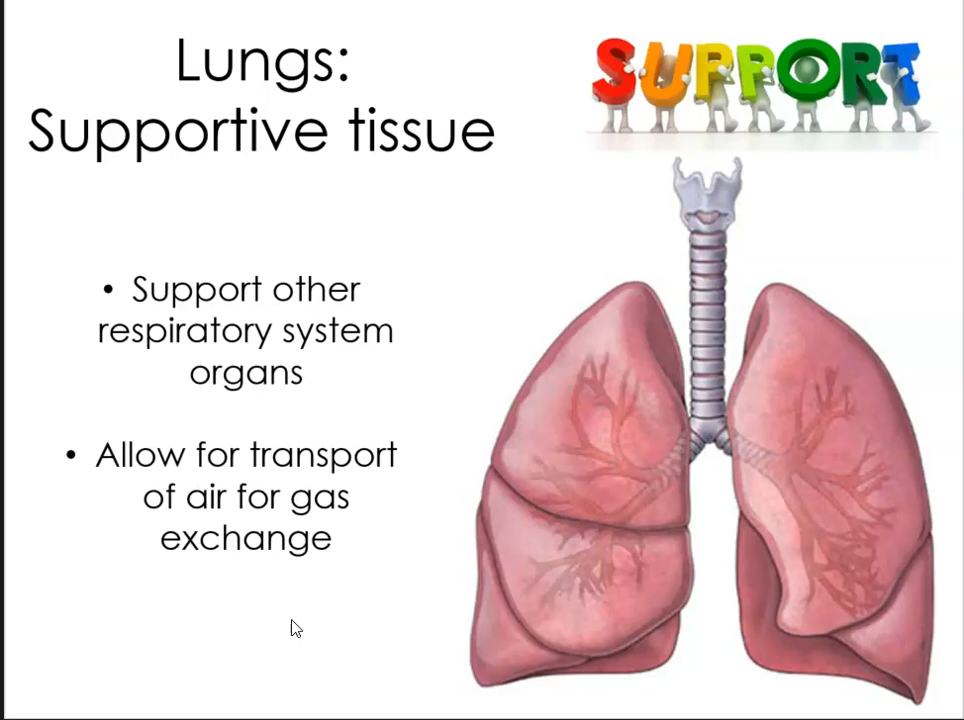 Lungs:
Supportive tissue
SUPPORT
• Support other
respiratory system
organs
• Allow for transport
of air for gas
exchange